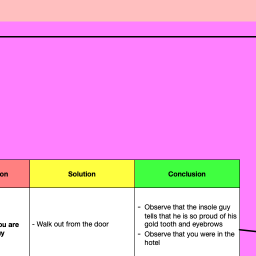 on
Solution
Conclusion
- Observe that the insole guy
tells that he is so proud of his
gold tooth and eyebrows
ou are
- Walk out from the door
y
- Observe that you were in the
hotel